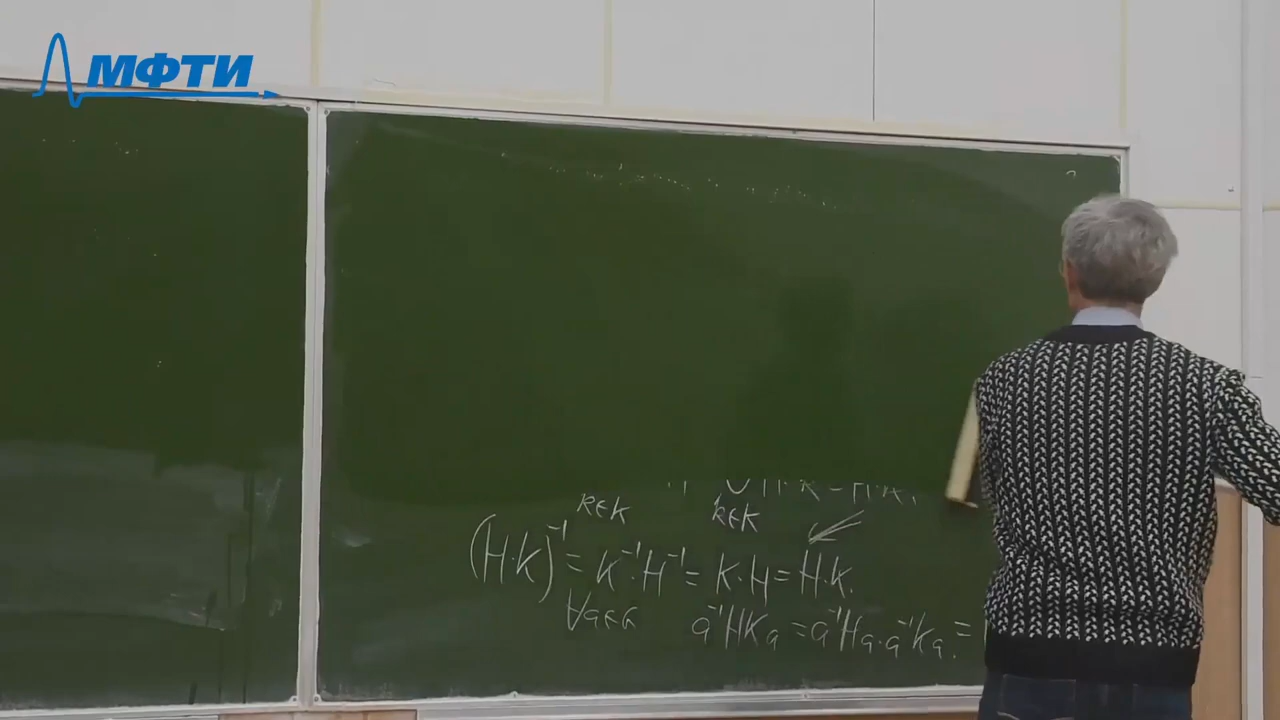 МФТИ
k∈K k∈K
(H·K)⁻¹ = K⁻¹·H⁻¹ = K·H = H·K.
∀a∈G a⁻¹HKa = a⁻¹Ha·a⁻¹Ka =